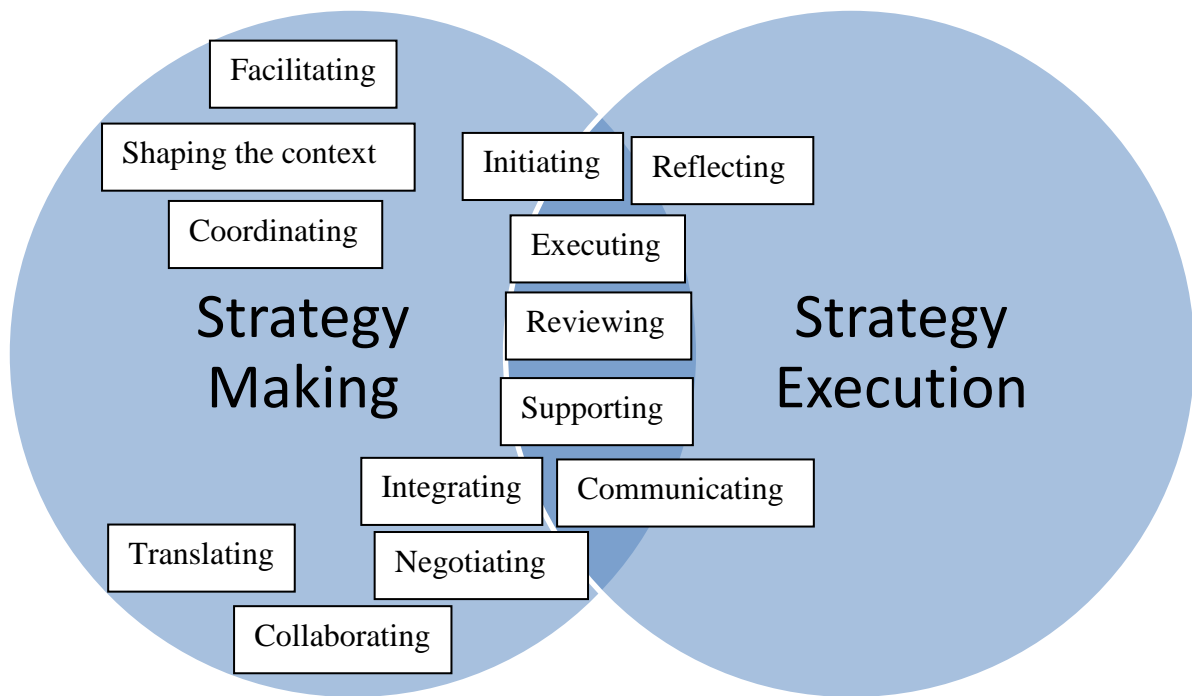 Facilitating
Shaping the context
Coordinating
Initiating
Reflecting
Executing
Reviewing
Supporting
Strategy
Making
Strategy
Execution
Integrating
Communicating
Translating
Negotiating
Collaborating